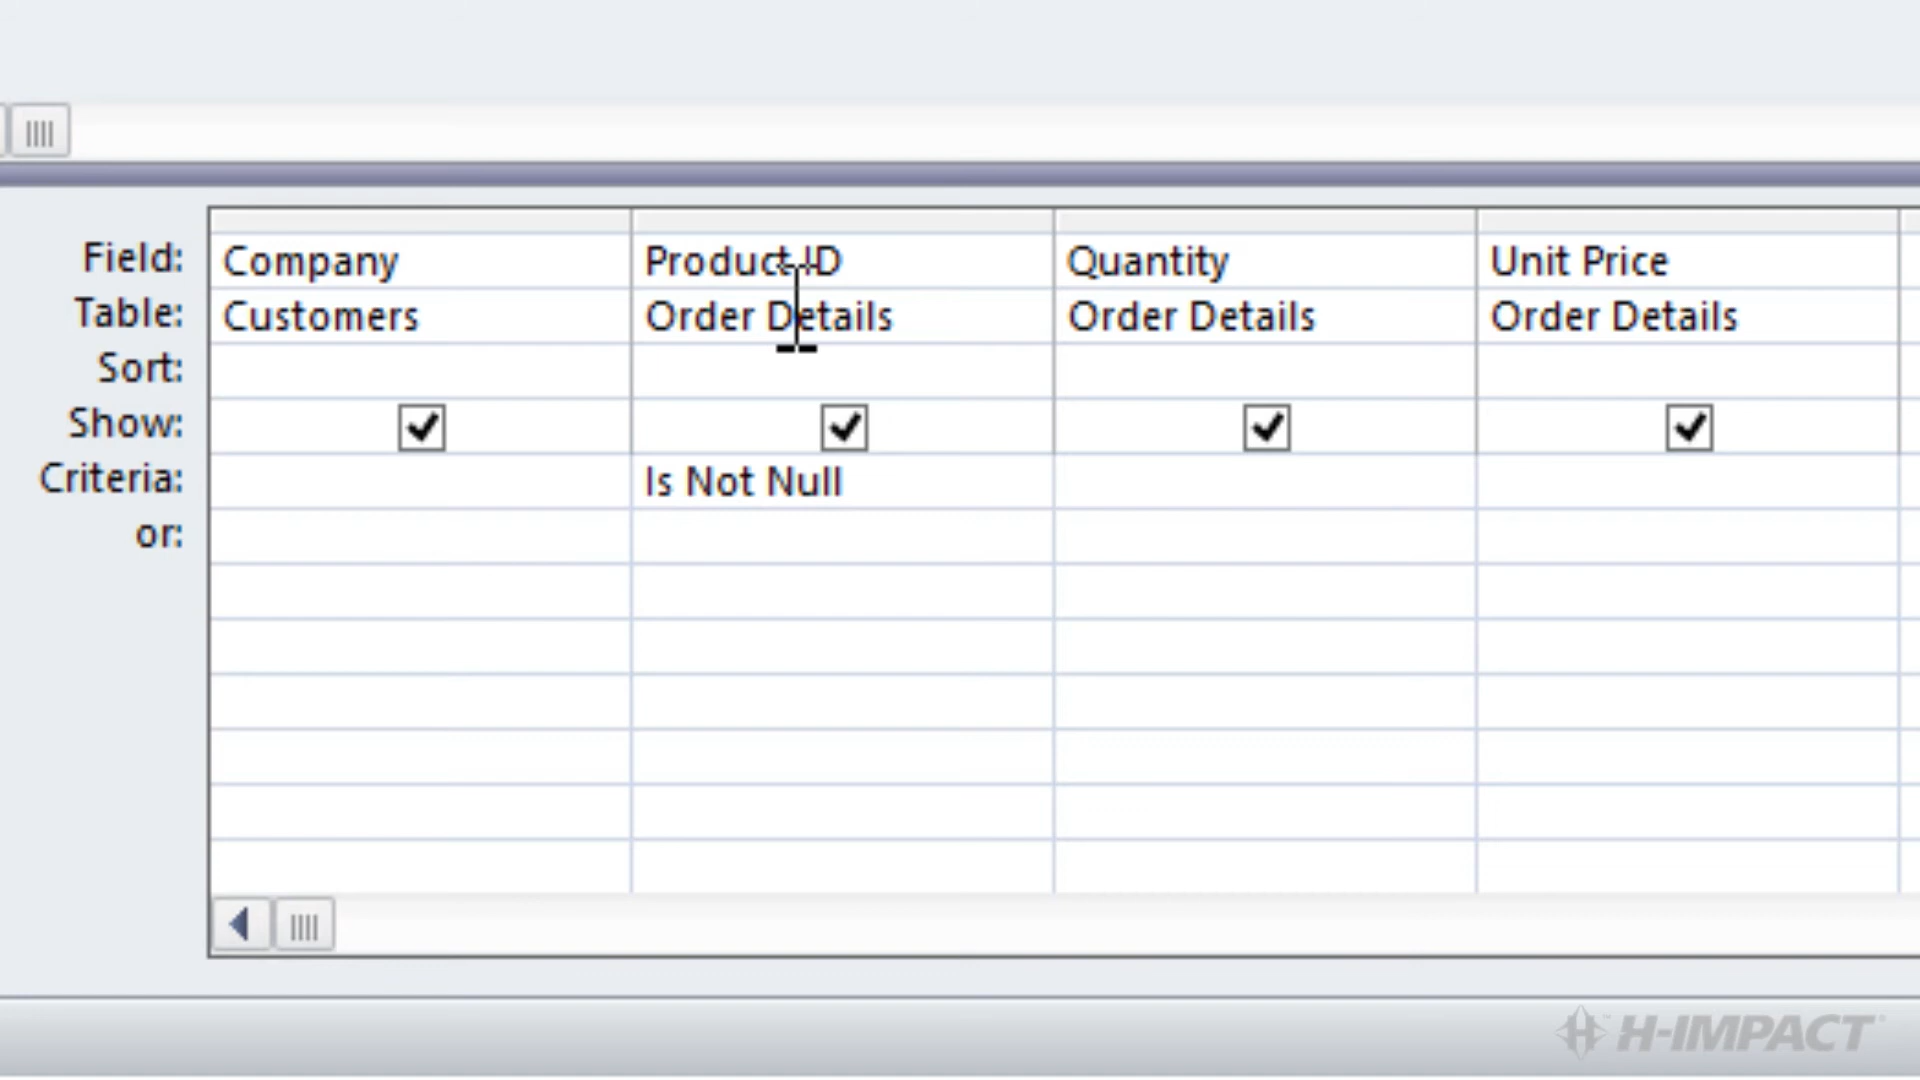 Field: Company Product ID Quantity Unit Price
Table: Customers Order Details Order Details Order Details
Sort:
Show:
Criteria: Is Not Null
or:
H-IMPACT